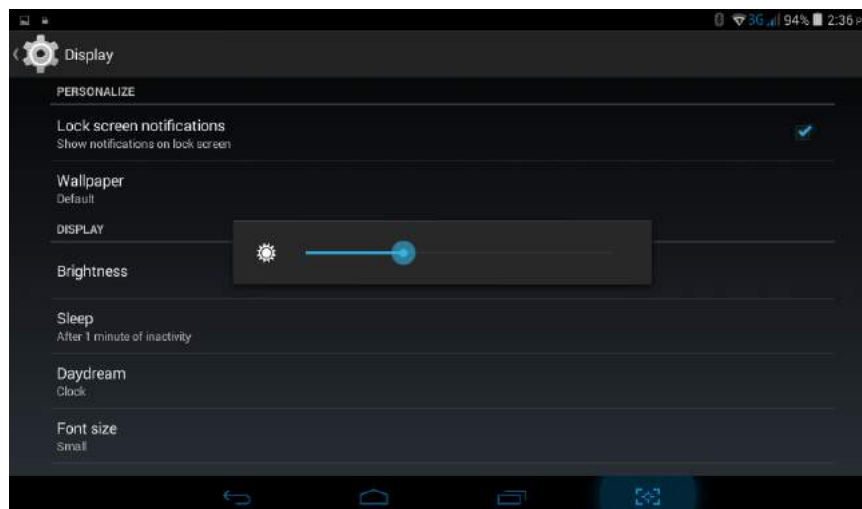 3G 94% 2:36 P
Display
PERSONALIZE
Lock screen notifications
Show notifications on lock screen
Wallpaper
Default
DISPLAY
Brightness
Sleep
After 1 minute of inactivity
Daydream
Clock
Font size
Small